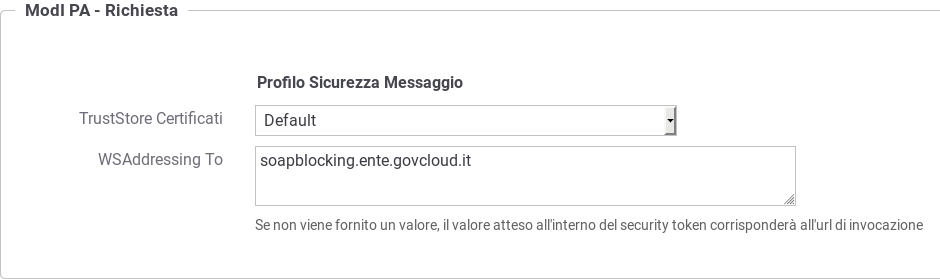 ModI PA - Richiesta
Profilo Sicurezza Messaggio
TrustStore Certificati
Default
WSAddressing To
soapblocking.ente.govcloud.it
Se non viene fornito un valore, il valore atteso all'interno del security token corrisponderà all'url di invocazione